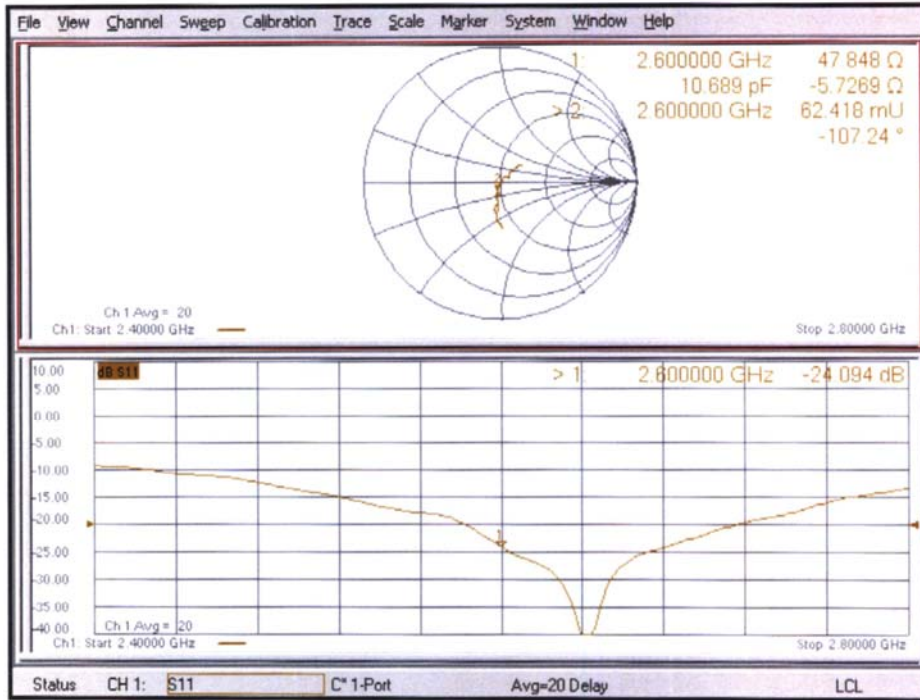 File View Channel Sweep Calibration Trace Scale Marker System Window Help
1: 2.600000 GHz 47.848 Ω
10.689 pF -5.7269 Ω
> 2: 2.600000 GHz 62.418 mU
-107.24 °
Ch 1 Avg = 20
Ch1: Start 2.40000 GHz Stop 2.80000 GHz
10.00 dB S11 > 1: 2.600000 GHz -24.094 dB
5.00
0.00
-5.00
-10.00
-15.00
-20.00
-25.00
-30.00
-35.00
-40.00
1
Ch 1 Avg = 20
Ch1: Start 2.40000 GHz Stop 2.80000 GHz
Status CH 1: S11 C* 1-Port Avg=20 Delay LCL